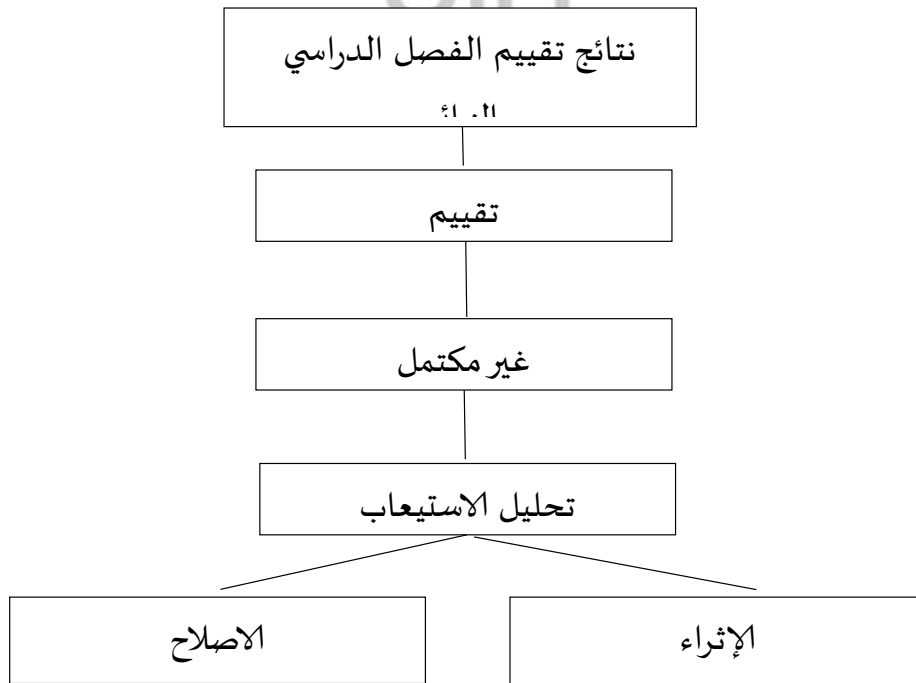 نتائج تقييم الفصل الدراسي
تقييم
غير مكتمل
تحليل الاستيعاب
الإثراء
الاصلاح